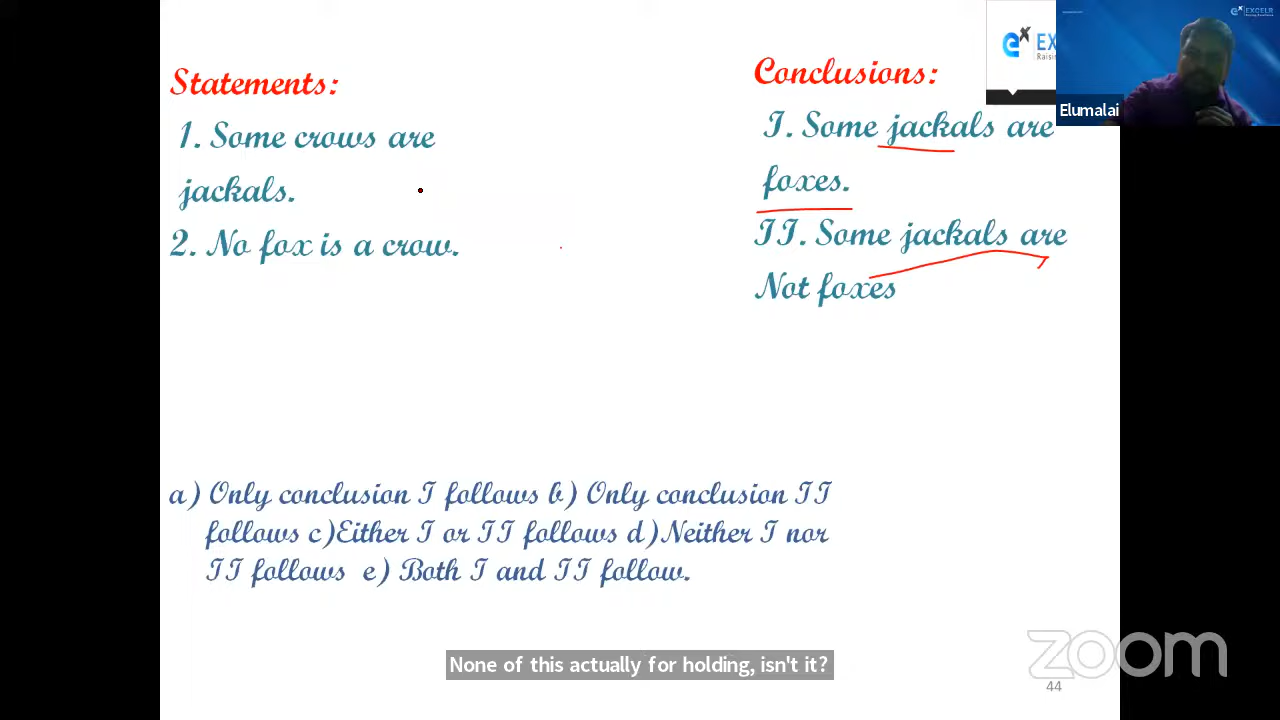 Statements:
1. Some crows are
jackals.
2. No fox is a crow.
Conclusions:
I. Some jackals are
foxes.
II. Some jackals are
Not foxes
a) Only conclusion I follows b) Only conclusion II
follows c)Either I or II follows d)Neither I nor
II follows e) Both I and II follow.
None of this actually for holding, isn't it?
zoom
44
Elumalai
EXCELR